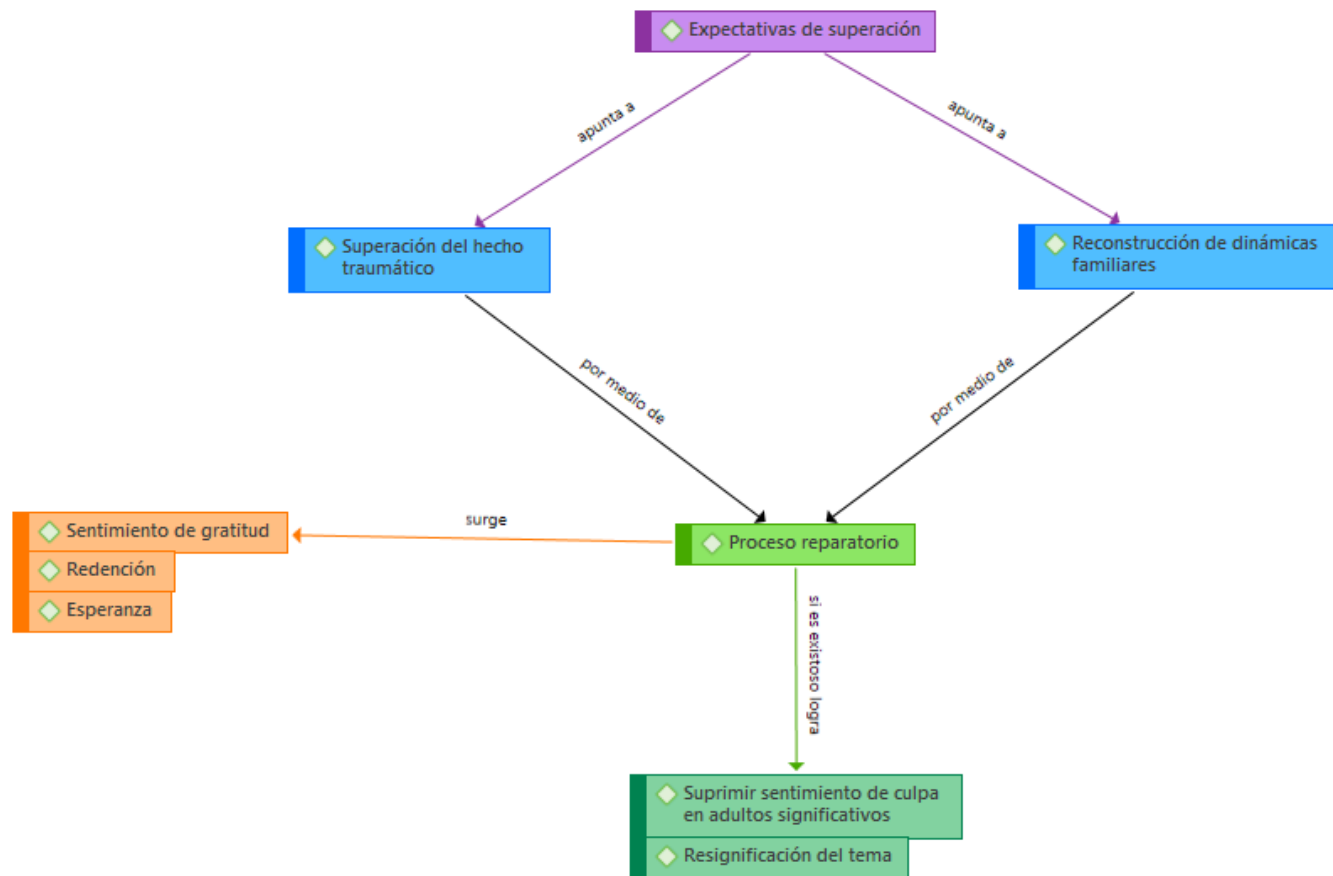 Expectativas de superación
apunta a
apunta a
Superación del hecho
traumático
Reconstrucción de dinámicas
familiares
por medio de
por medio de
Sentimiento de gratitud
Redención
Esperanza
surge
Proceso reparatorio
si es existoso logra
Suprimir sentimiento de culpa
en adultos significativos
Resignificación del tema